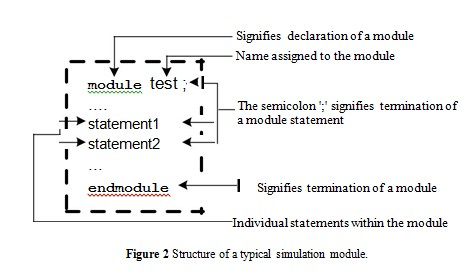 Signifies declaration of a module
Name assigned to the module
module test ;
....
The semicolon ';' signifies termination of
a module statement
statement1
statement2
...
endmodule
Signifies termination of a module
Individual statements within the module
Figure 2 Structure of a typical simulation module.